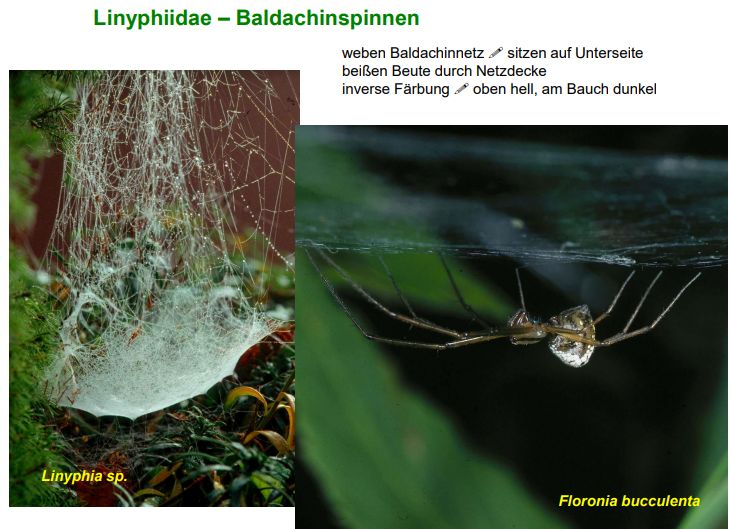 Linyphiidae – Baldachinspinnen
weben Baldachinnetz ✐ sitzen auf Unterseite
beißen Beute durch Netzdecke
inverse Färbung ✐ oben hell, am Bauch dunkel
Linyphia sp.
Floronia bucculenta